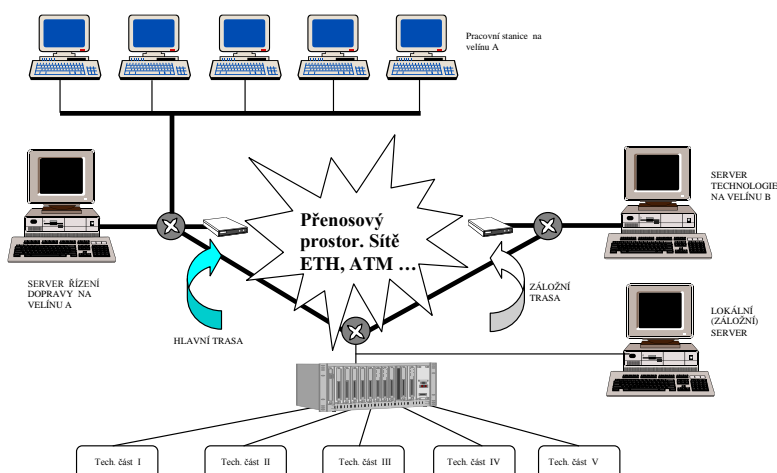 Pracovní stanice na
velínu A
SERVER
TECHNOLOGIE
NA VELÍNU B
Přenosový
prostor. Sítě
ETH, ATM …
SERVER ŘÍZENÍ
DOPRAVY NA
VELÍNU A
ZÁLOŽNÍ
TRASA
HLAVNÍ TRASA
LOKÁLNÍ
(ZÁLOŽNÍ)
SERVER
Tech. část I
Tech. část II
Tech. část III
Tech. část IV
Tech. část V